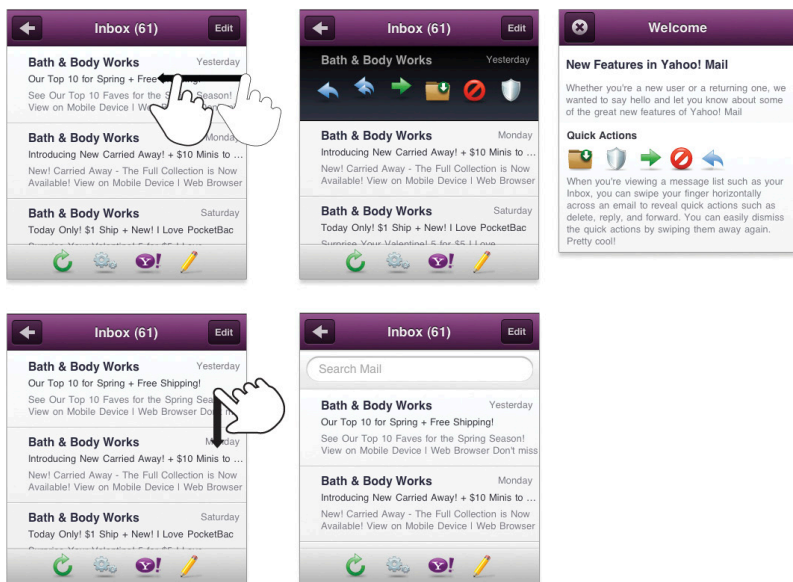 Inbox (61) Edit
Bath & Body Works Yesterday
Our Top 10 for Spring + Free
See Our Top 10 Faves for the Season!
View on Mobile Device I
Bath & Body Works Monday
Introducing New Carried Away! + $10 Minis to ...
New! Carried Away - The Full Collection is Now
Available! View on Mobile Device I Web Browser
Bath & Body Works Saturday
Today Only! $1 Ship + New! I Love PocketBac
Y!
Inbox (61) Edit
Bath & Body Works Yesterday
Bath & Body Works Monday
Introducing New Carried Away! + $10 Minis to ...
New! Carried Away - The Full Collection is Now
Available! View on Mobile Device I Web Browser
Bath & Body Works Saturday
Today Only! $1 Ship + New! I Love PocketBac
Surprise Your Valentine! 5 for $5 I Love
Y!
Welcome
New Features in Yahoo! Mail
Whether you're a new user or a returning one, we
wanted to say hello and let you know about some
of the great new features of Yahoo! Mail
Quick Actions
When you're viewing a message list such as your
Inbox, you can swipe your finger horizontally
across an email to reveal quick actions such as
delete, reply, and forward. You can easily dismiss
the quick actions by swiping them away again.
Pretty cool!
Inbox (61) Edit
Bath & Body Works Yesterday
Our Top 10 for Spring + Free Shipping!
See Our Top 10 Faves for the Spring
View on Mobile Device I Web Browser
Bath & Body Works
Introducing New Carried Away! + $10 Minis to ...
New! Carried Away - The Full Collection is Now
Available! View on Mobile Device I Web Browser
Bath & Body Works Saturday
Today Only! $1 Ship + New! I Love PocketBac
Y!
Inbox (61) Edit
Search Mail
Bath & Body Works Yesterday
Our Top 10 for Spring + Free Shipping!
See Our Top 10 Faves for the Spring Season!
View on Mobile Device I Web Browser Don't miss
Bath & Body Works Monday
Introducing New Carried Away! + $10 Minis to ...
New! Carried Away - The Full Collection is Now
Available! View on Mobile Device I Web Browser
Y!